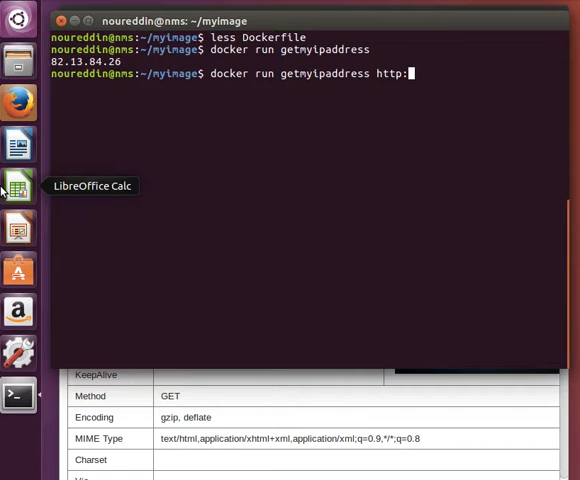 noureddin@nms: ~/myimage
noureddin@nms:~/myimage$ less Dockerfile
noureddin@nms:~/myimage$ docker run getmyipaddress
82.13.84.26
noureddin@nms:~/myimage$ docker run getmyipaddress http:
LibreOffice Calc
KeepAlive
Method GET
Encoding gzip, deflate
MIME Type text/html,application/xhtml+xml,application/xml;q=0.9,*/*;q=0.8
Charset